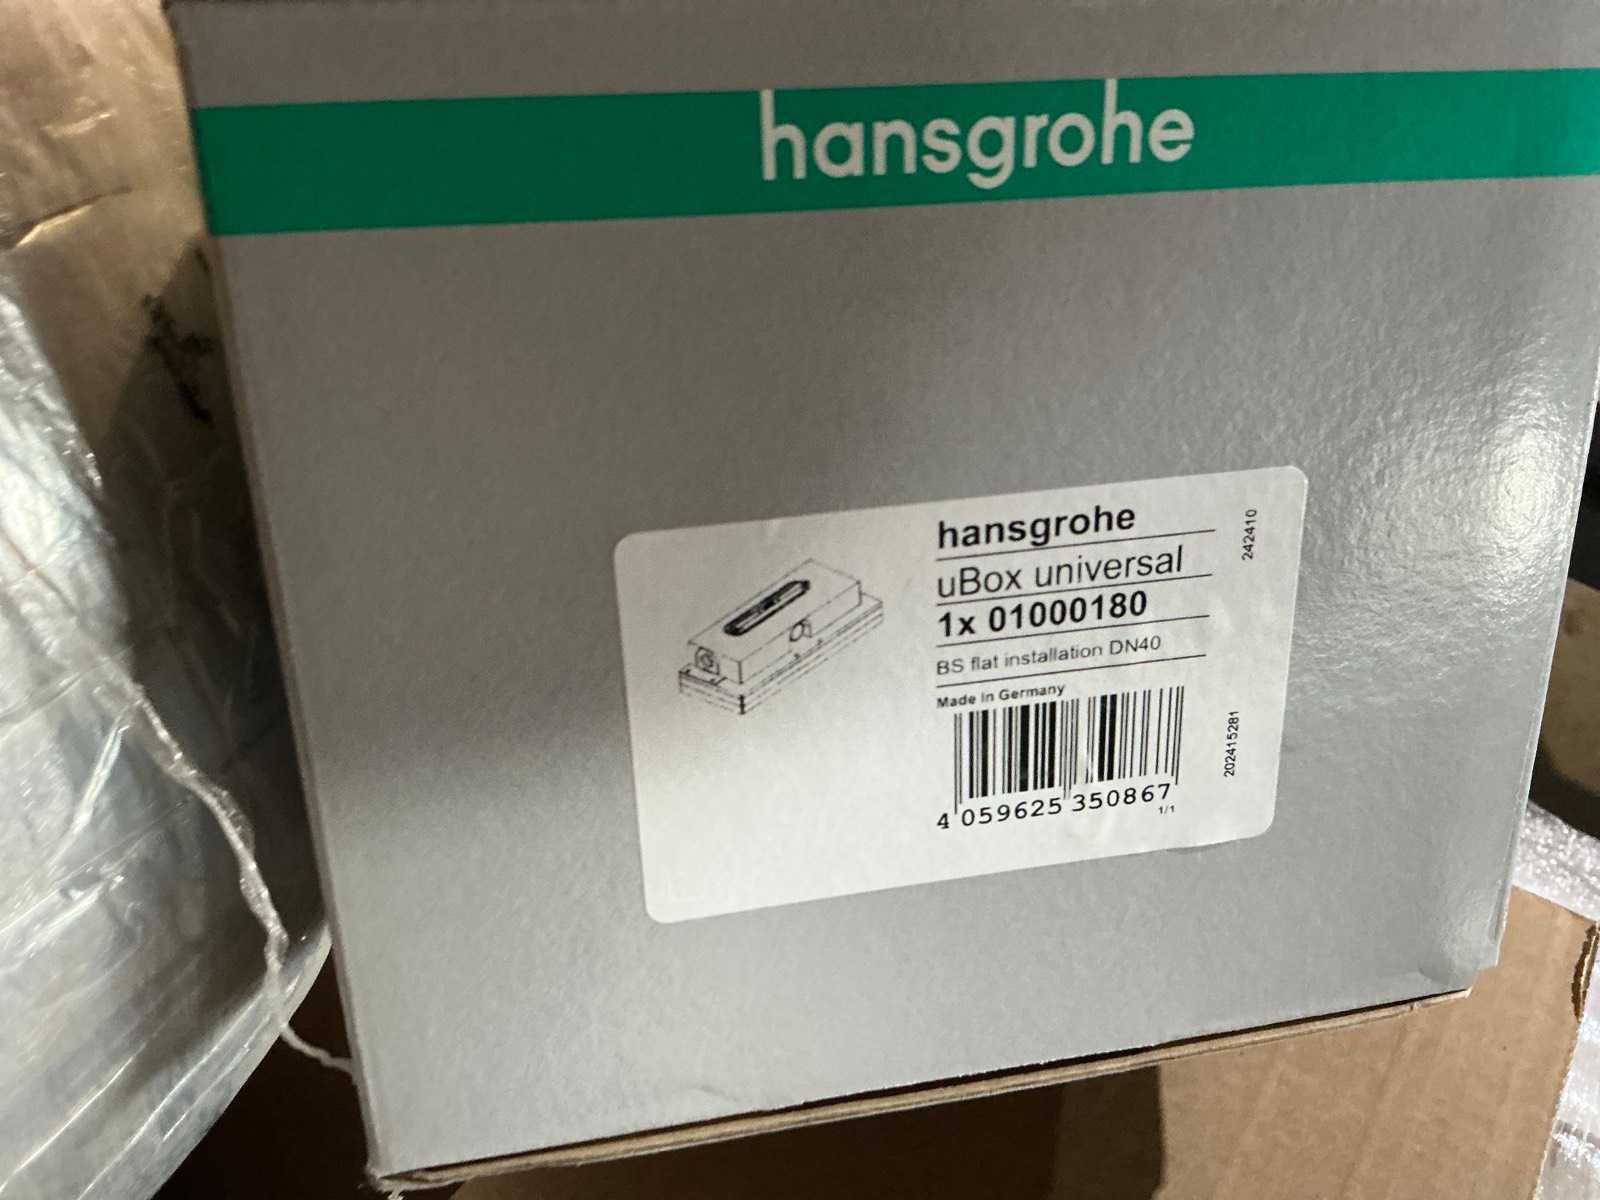 hansgrohe
hansgrohe
uBox universal
1x 01000180
BS flat installation DN40
Made in Germany
4 059625 350867
1/1
242410
202415281